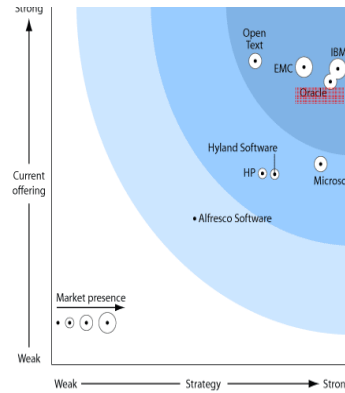 Strong
Open
Text
IBM
EMC
Oracle
Hyland Software
HP
Microso
Current
offering
Alfresco Software
Market presence
Weak
Weak
Strategy
Stron